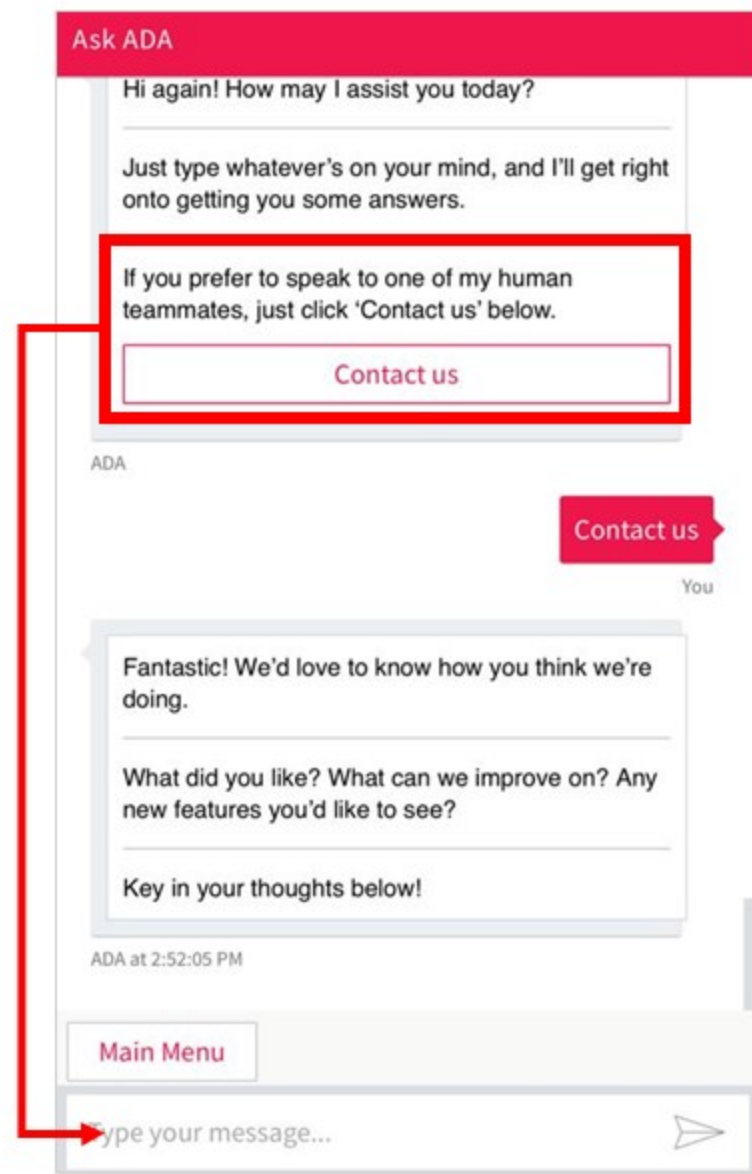 Ask ADA
Hi again! How may I assist you today?
Just type whatever's on your mind, and I'll get right
onto getting you some answers.
If you prefer to speak to one of my human
teammates, just click ‘Contact us’ below.
Contact us
ADA
Contact us
You
Fantastic! We'd love to know how you think we're
doing.
What did you like? What can we improve on? Any
new features you'd like to see?
Key in your thoughts below!
ADA at 2:52:05 PM
Main Menu
Type your message...